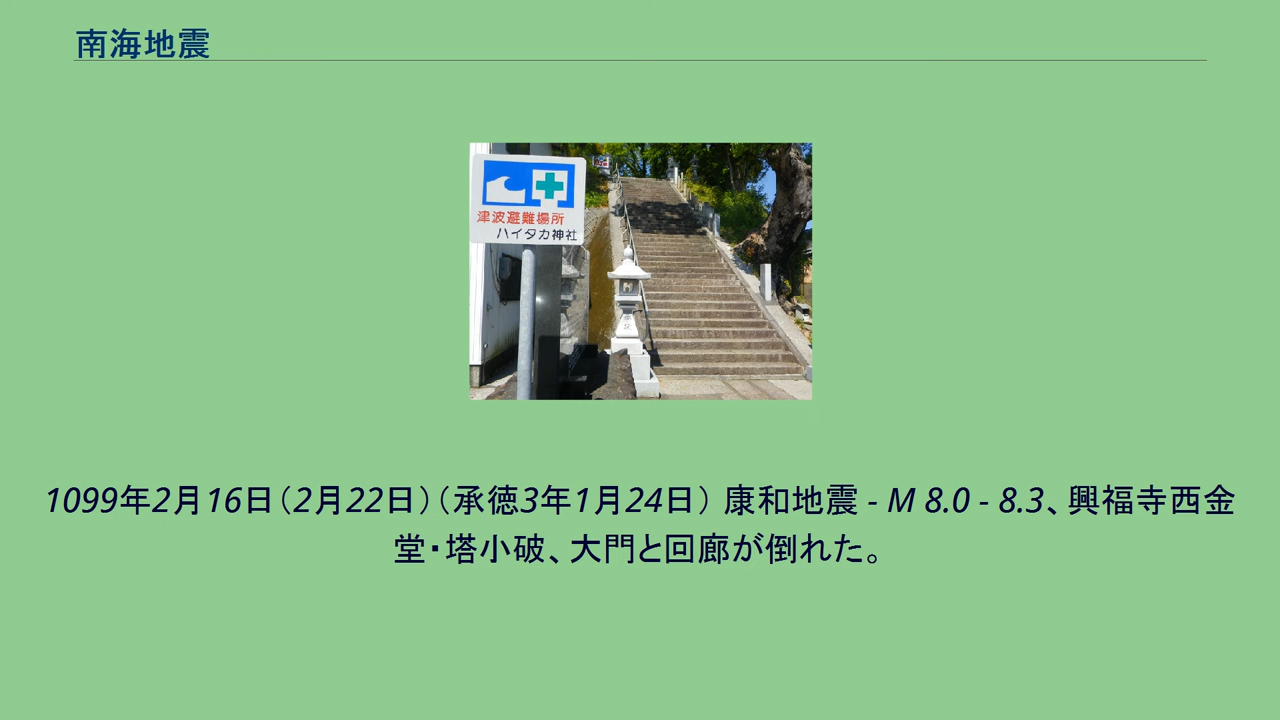 南海地震
津波避難場所
ハイタカ神社
1099年2月16日（2月22日）（承徳3年1月24日） 康和地震 - M 8.0 - 8.3、興福寺西金
堂・塔小破、大門と回廊が倒れた。